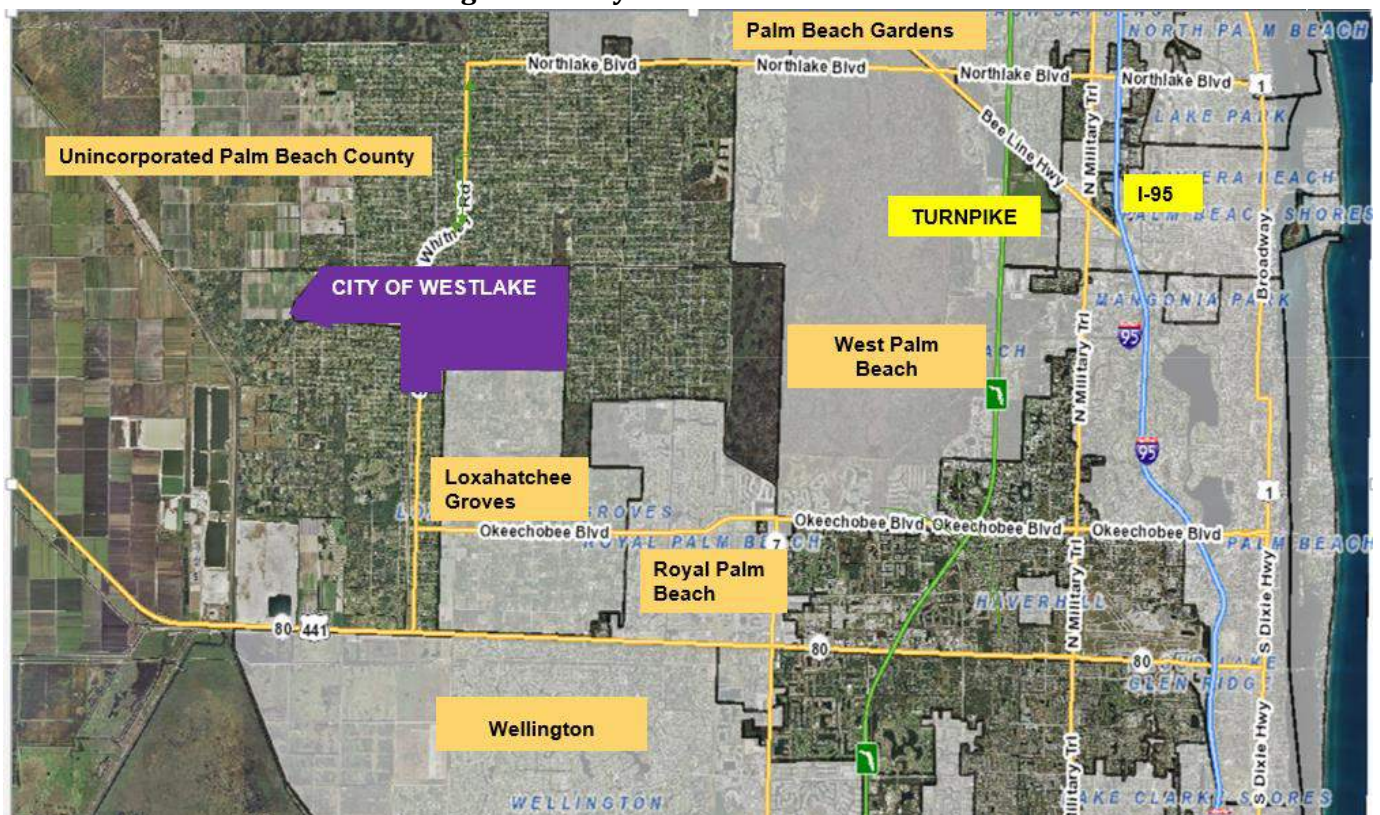 Palm Beach Gardens
NORTH PALM BEACH
Northlake Blvd
Northlake Blvd
Northlake Blvd
Northlake Blvd
1
LAKE PARK
Bee Line Hwy
N Military Trl
Unincorporated Palm Beach County
I-95
TURNPIKE
PALM BEACH SHORES
Broadway
Rd
CITY OF WESTLAKE
MANGONIA PARK
95
West Palm
Beach
N Military Trl
95
Loxahatchee
Groves
1
GROVES
Okeechobee Blvd
Okeechobee Blvd
Okeechobee Blvd
Okeechobee Blvd
ROYAL PALM BEACH
7
PALM BEACH
Royal Palm
Beach
HAVERHILL
N Military Trl
S Dixie Hwy
80
441
80
80
GLEN RIDGE
Wellington
S Dixie Hwy
WELLINGTON